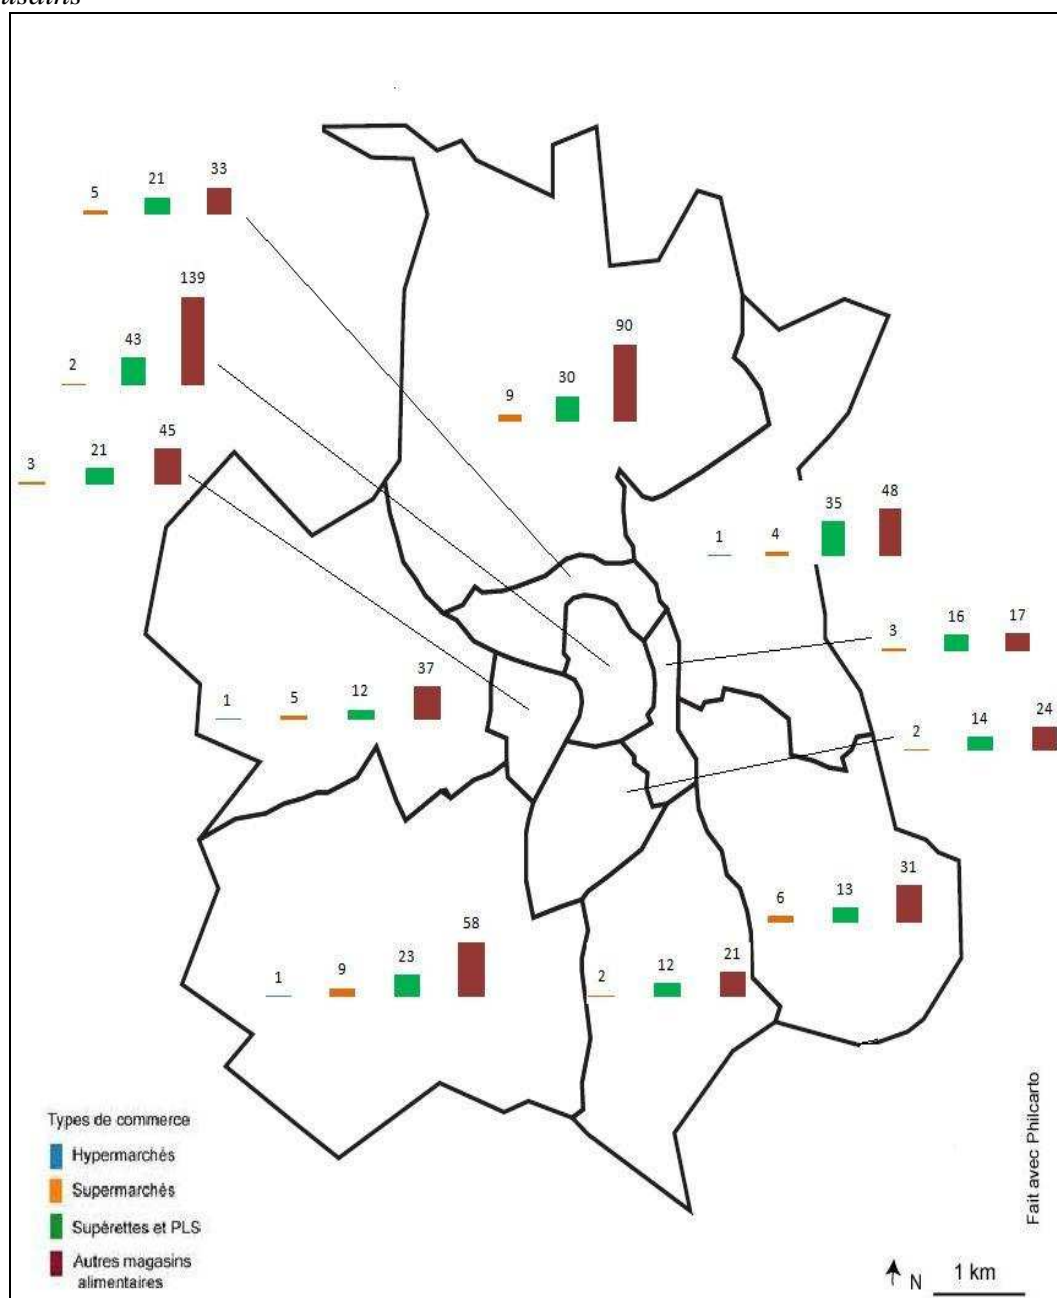 usains
5 21 33
2 43 139
3 21 45
9 30 90
1 4 35 48
3 16 17
2 14 24
1 5 12 37
6 13 31
1 9 23 58
2 12 21
Types de commerce
Hypermarchés
Supermarchés
Supérettes et PLS
Autres magasins
alimentaires
N 1 km
Fait avec Philcarto